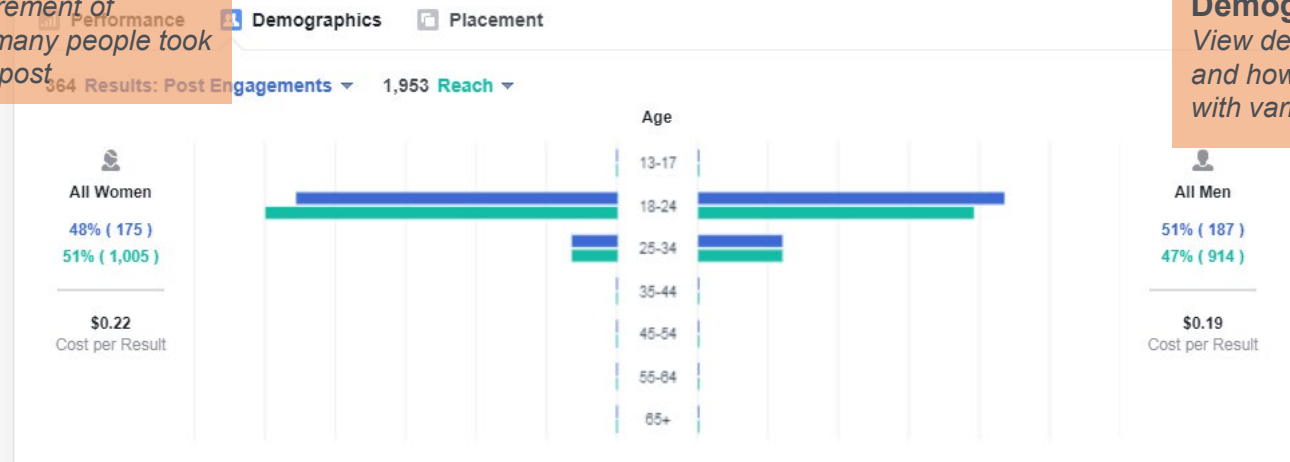 rement of
many people took
post
Performance
Demographics
Placement
364 Results: Post Engagements
1,953 Reach
Demog
View de
and how
with var
Age
13-17
18-24
25-34
35-44
45-54
55-64
65+
All Women
48% ( 175 )
51% ( 1,005 )
$0.22
Cost per Result
All Men
51% ( 187 )
47% ( 914 )
$0.19
Cost per Result